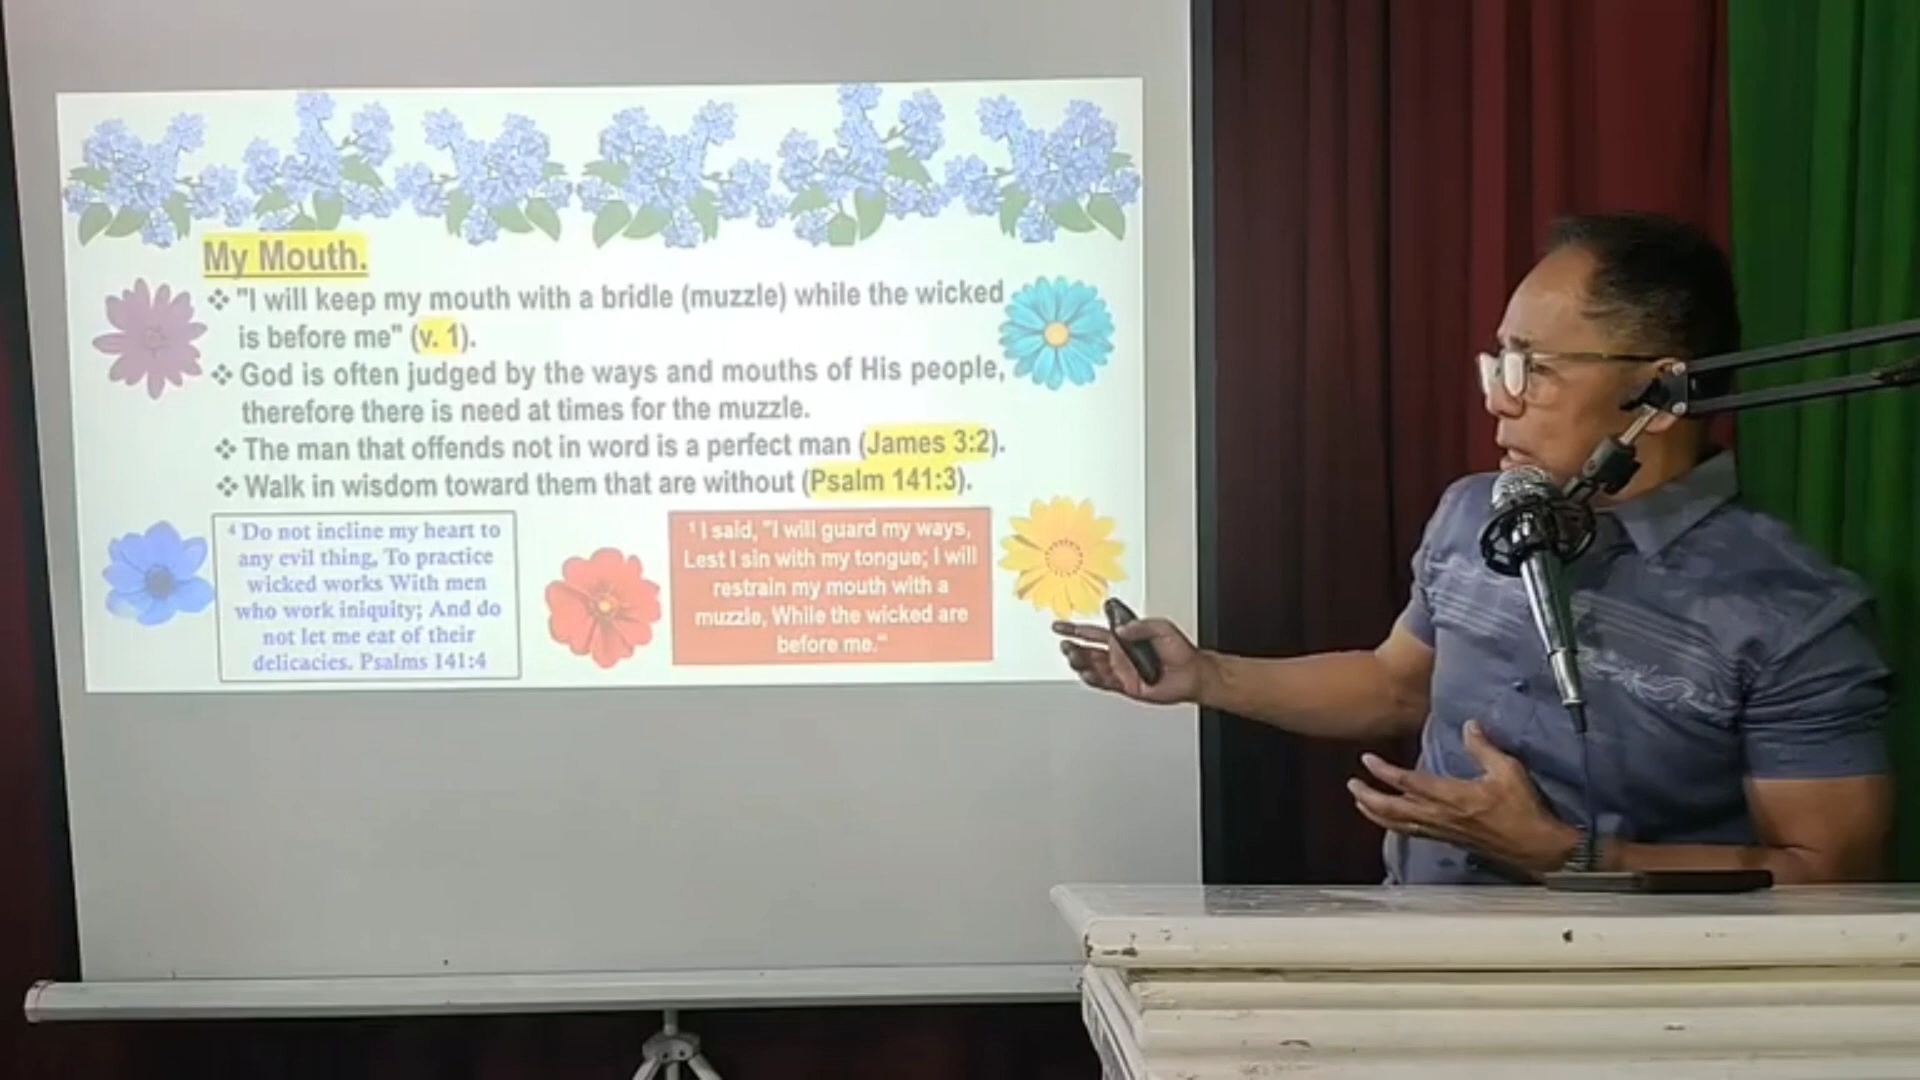 My Mouth.
❖ "I will keep my mouth with a bridle (muzzle) while the wicked
is before me" (v. 1).
❖ God is often judged by the ways and mouths of His people,
therefore there is need at times for the muzzle.
❖ The man that offends not in word is a perfect man (James 3:2).
❖ Walk in wisdom toward them that are without (Psalm 141:3).
⁴ Do not incline my heart to
any evil thing, To practice
wicked works With men
who work iniquity; And do
not let me eat of their
delicacies. Psalms 141:4
¹ I said, "I will guard my ways,
Lest I sin with my tongue; I will
restrain my mouth with a
muzzle, While the wicked are
before me."